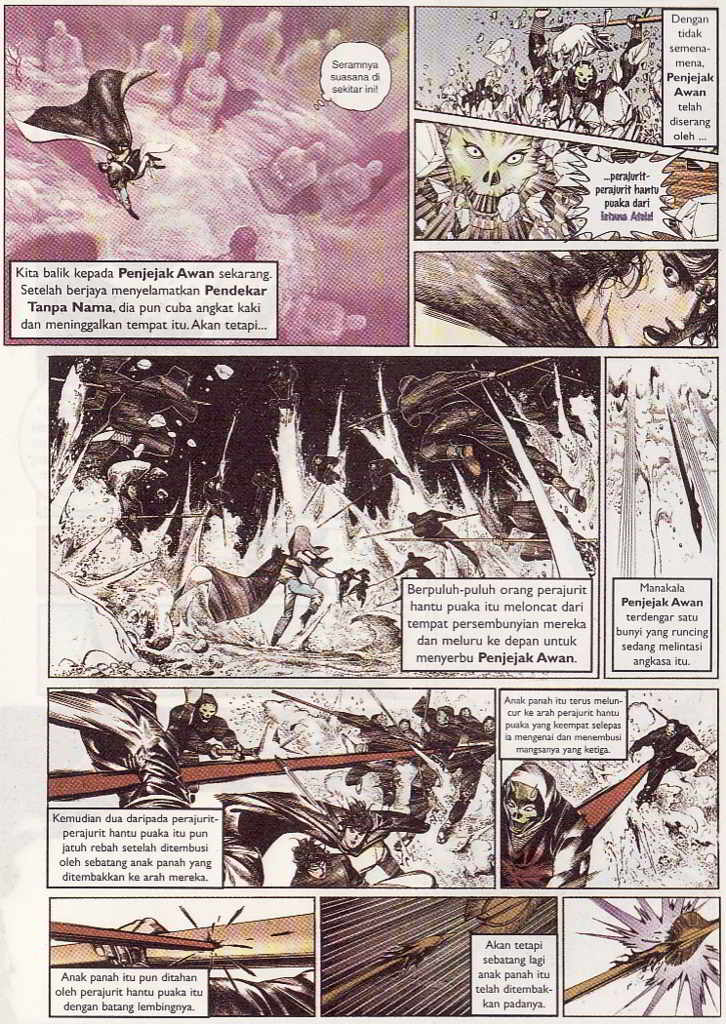 Seramnya
suasana di
sekitar ini!
Kita balik kepada Penjejak Awan sekarang.
Setelah berjaya menyelamatkan Pendekar
Tanpa Nama, dia pun cuba angkat kaki
dan meninggalkan tempat itu. Akan tetapi...
Dengan
tidak
semena-
mena,
Penjejak
Awan
telah
diserang
oleh ...
...perajurit-
perajurit hantu
puaka dari
Berpuluh-puluh orang perajurit
hantu puaka itu meloncat dari
tempat persembunyian mereka
dan meluru ke depan untuk
menyerbu Penjejak Awan.
Manakala
Penjejak Awan
terdengar satu
bunyi yang runcing
sedang melintasi
angkasa itu.
Kemudian dua daripada perajurit-
perajurit hantu puaka itu pun
jatuh rebah setelah ditembusi
oleh sebatang anak panah yang
ditembakkan ke arah mereka.
Anak panah itu terus melun-
cur ke arah perajurit hantu
puaka yang keempat selepas
ia mengenai dan menembusi
mangsanya yang ketiga.
Anak panah itu pun ditahan
oleh perajurit hantu puaka itu
dengan batang lembingnya.
Akan tetapi
sebatang lagi
anak panah itu
telah ditembak-
kan padanya.